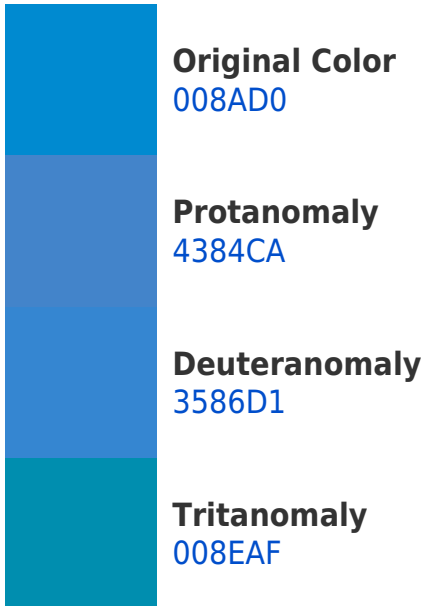 Original Color
008AD0
Protanomaly
4384CA
Deuteranomaly
3586D1
Tritanomaly
008EAF